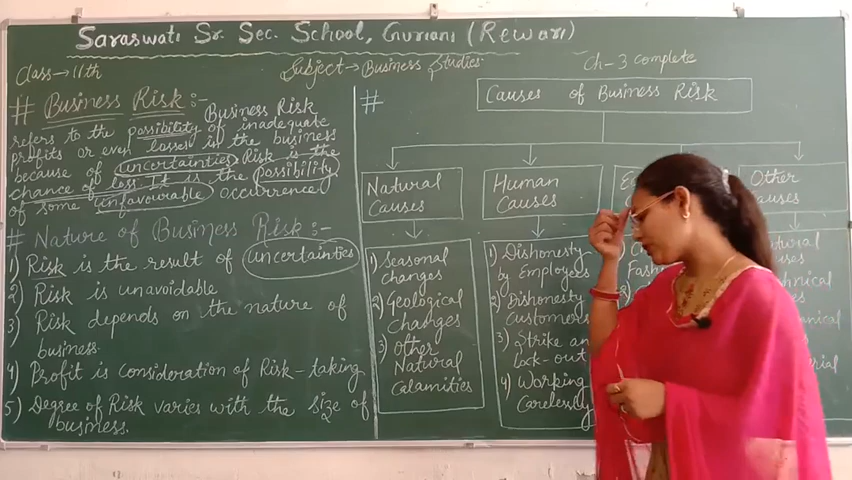 Saraswati Sr. Sec. School, Guriani (Rewari)
Class → 11th
Subject → Business Studies
Ch-3 complete
# Business Risk :-
Business Risk
refers to the possibility of inadequate
profits or even losses in the business
because of uncertainties Risk is the
chance of loss. It is the possibility
of some unfavourable occurrence
# Nature of Business Risk :-
1) Risk is the result of uncertainties
2) Risk is unavoidable
3) Risk depends on the nature of
business.
4) Profit is consideration of Risk-taking
5) Degree of Risk varies with the size of
business.
#
Causes of Business Risk
Natural
Causes
1) Seasonal
changes
2) Geological
Changes
3) Other
Natural
Calamities
Human
Causes
1) Dishonesty
by Employees
2) Dishonesty
Customers
3) Strike an
lock-out
4) Working
Carelessly
Other
Causes